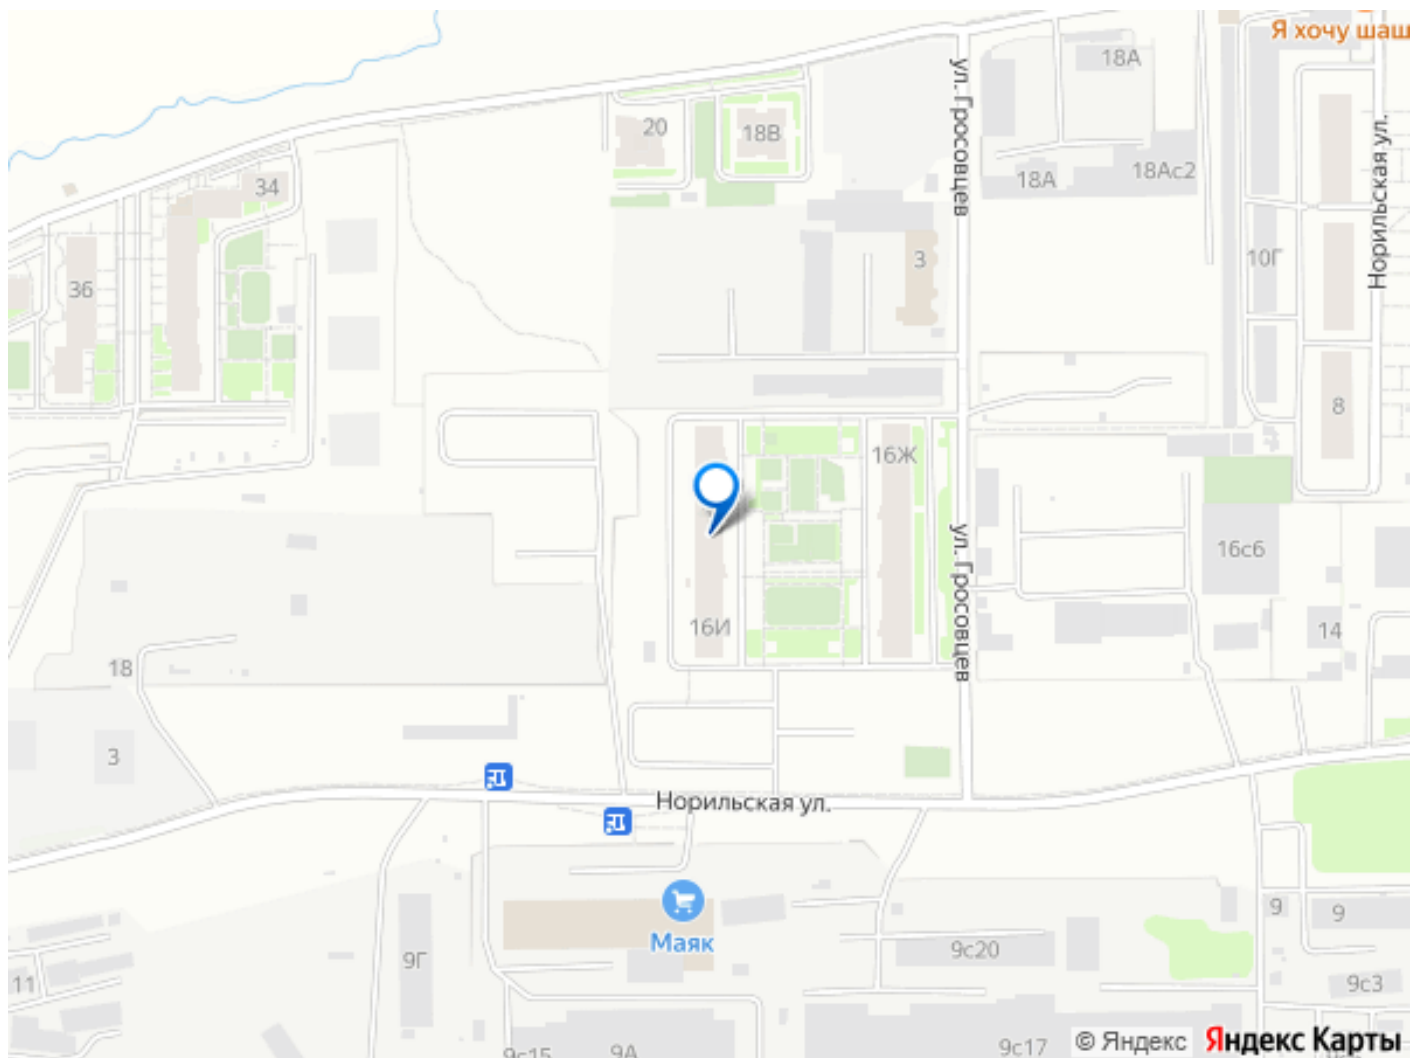 Я хочу шаш
18А
ул. Гросовцев
Норильская ул.
20
18В
18А
18Ас2
34
36
3
10Г
8
16Ж
16с6
16И
14
ул. Гросовцев
18
3
Норильская ул.
Маяк
9
9
9с20
9Г
11
9с3
9с15
9А
9с17
© Яндекс
Яндекс Карты